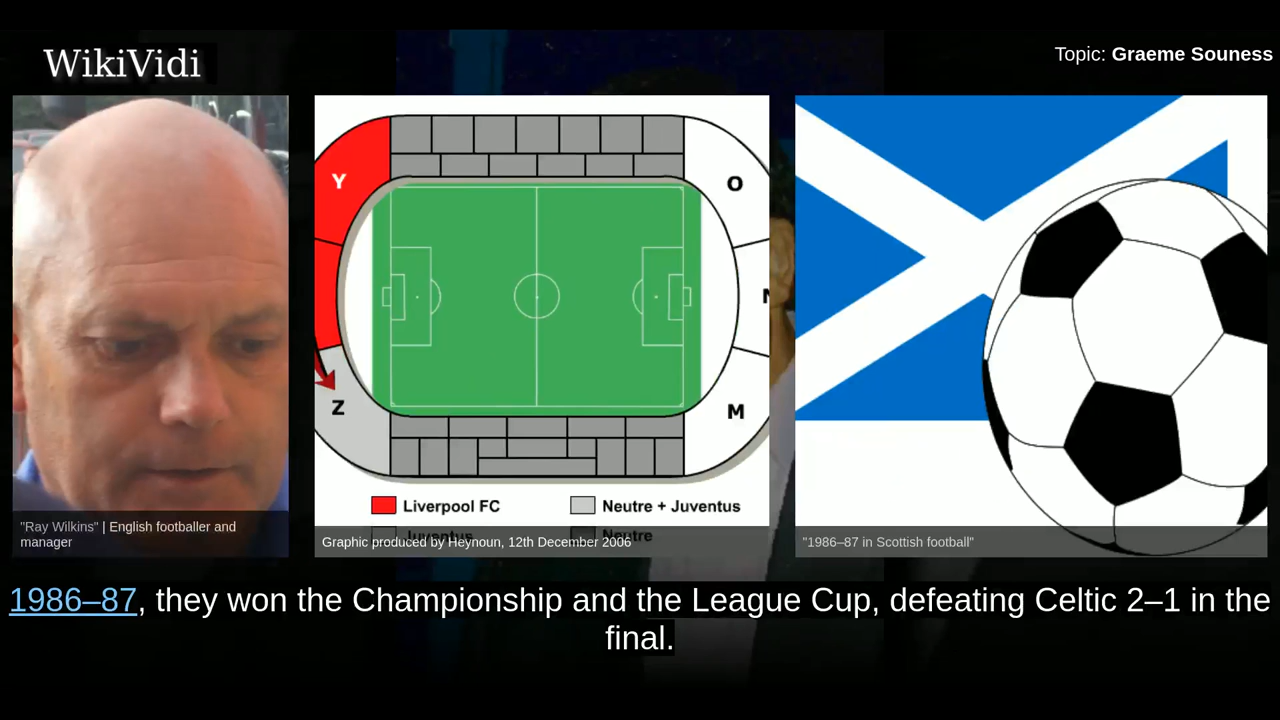 WikiVidi
Topic: Graeme Souness
"Ray Wilkins" | English footballer and
manager
Y
Z
O
M
Liverpool FC
Neutre + Juventus
Juventus
Neutre
Graphic produced by Heynoun, 12th December 2006
"1986–87 in Scottish football"
1986–87, they won the Championship and the League Cup, defeating Celtic 2–1 in the
final.